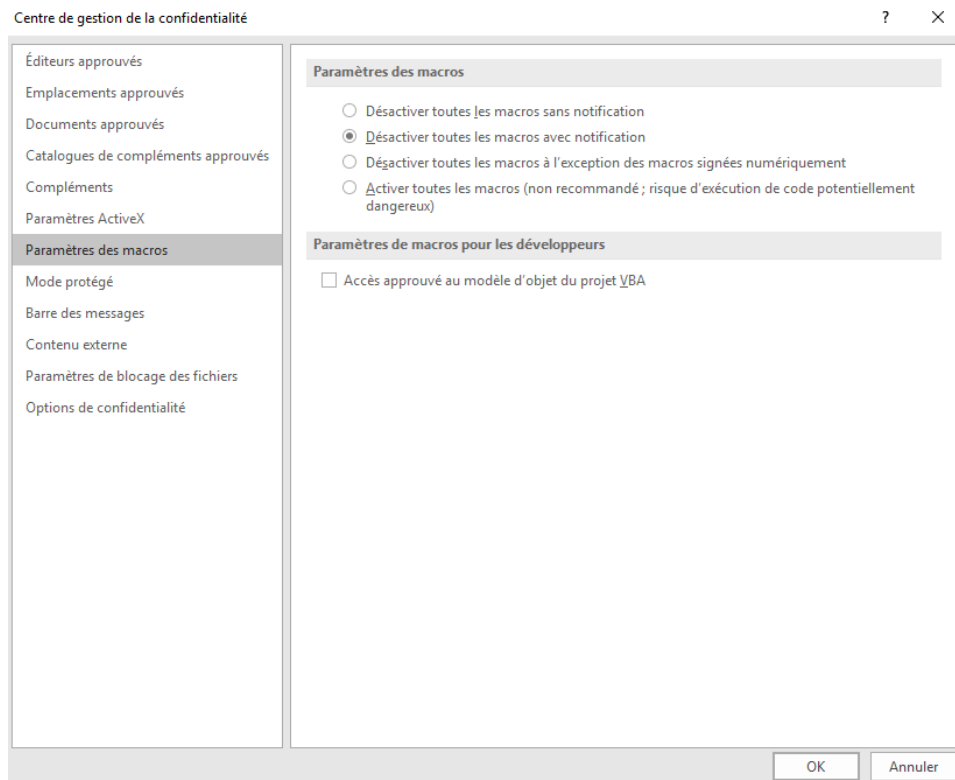 Centre de gestion de la confidentialité
?
Éditeurs approuvés
Emplacements approuvés
Documents approuvés
Catalogues de compléments approuvés
Compléments
Paramètres ActiveX
Paramètres des macros
Mode protégé
Barre des messages
Contenu externe
Paramètres de blocage des fichiers
Options de confidentialité
Paramètres des macros
Désactiver toutes les macros sans notification
Désactiver toutes les macros avec notification
Désactiver toutes les macros à l'exception des macros signées numériquement
Activer toutes les macros (non recommandé ; risque d'exécution de code potentiellement
dangereux)
Paramètres de macros pour les développeurs
Accès approuvé au modèle d'objet du projet VBA
OK
Annuler